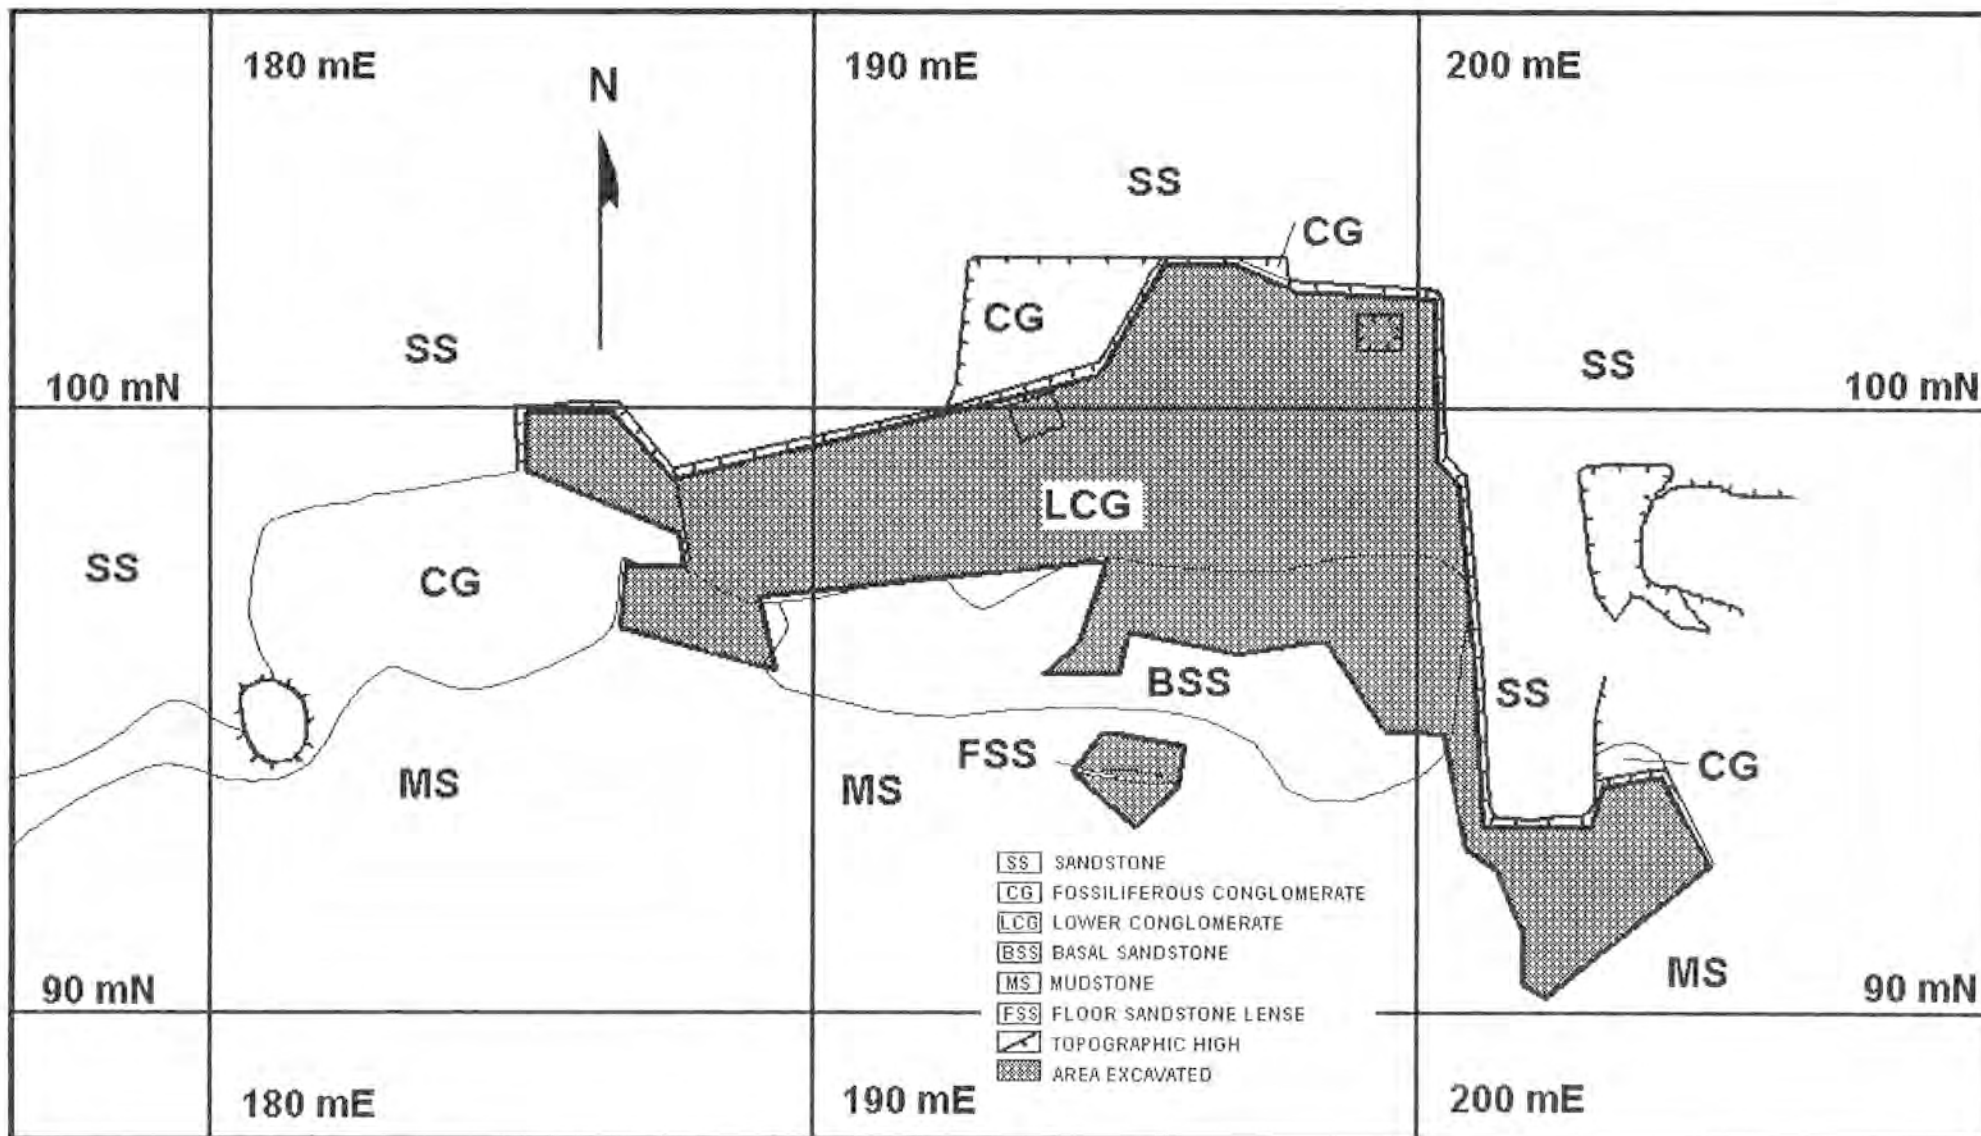 180 mE
190 mE
200 mE
N
SS
CG
CG
SS
SS
100 mN
100 mN
LCG
SS
CG
BSS
SS
FSS
CG
MS
MS
SS SANDSTONE
CG FOSSILIFEROUS CONGLOMERATE
LCG LOWER CONGLOMERATE
BSS BASAL SANDSTONE
MS MUDSTONE
FSS FLOOR SANDSTONE LENSE
TOPOGRAPHIC HIGH
AREA EXCAVATED
MS
90 mN
90 mN
180 mE
190 mE
200 mE